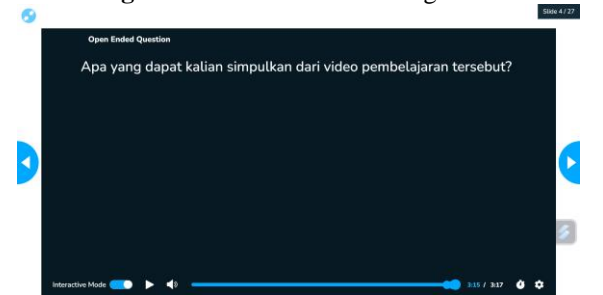 Slide 4 / 27
Open Ended Question
Apa yang dapat kalian simpulkan dari video pembelajaran tersebut?
Interactive Mode
3:15 / 3:17